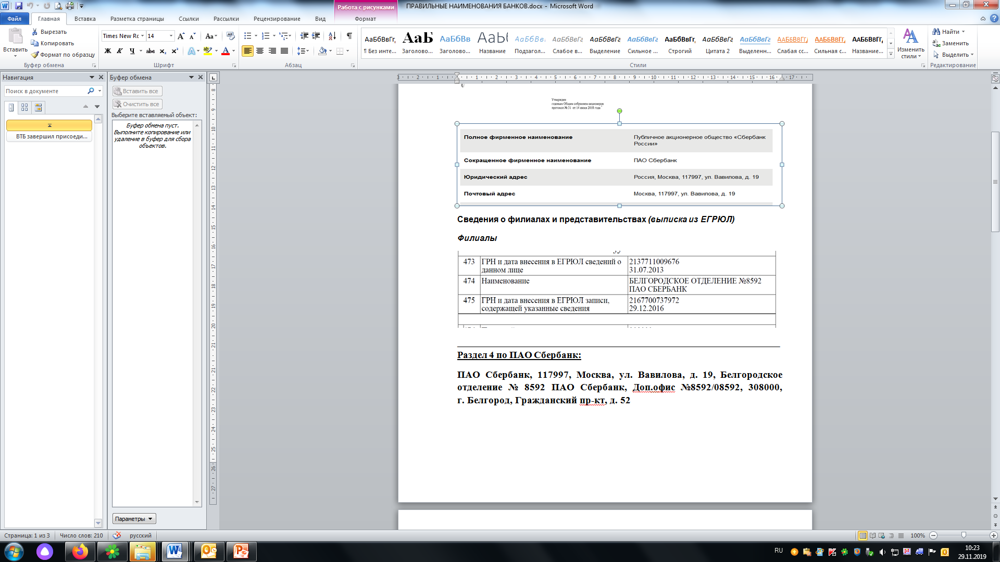 Работа с рисунками
ПРАВИЛЬНЫЕ НАИМЕНОВАНИЯ БАНКОВ.docx - Microsoft Word
Файл
Главная
Вставка
Разметка страницы
Ссылки
Рассылки
Рецензирование
Вид
Формат
Вставить
Вырезать
Копировать
Формат по образцу
Буфер обмена
Times New Rc
14
Шрифт
Абзац
АаБбВвГг,
¶ Без инте...
АаБ
Заголово...
АаБбВв
Заголово...
АаБ
Название
АаБбВв.
Подзагол...
АаБбВвГг
Слабое в...
АаБбВвГг
Выделение
АаБбВвГг
Сильное ...
АаБбВвГг,
Строгий
АаБбВвГг
Цитата 2
АаБбВвГг
Выделенн...
ААБбВвГг,
Слабая сс...
ААБбВвГг,
Сильная с...
ААБбВвГг,
Название...
Стили
Изменить
стили
Найти
Заменить
Выделить
Редактирование
Навигация
Поиск в документе
ВТБ завершил присоеди...
Буфер обмена
Вставить все
Очистить все
Выберите вставляемый объект:
Буфер обмена пуст.
Выполните копирование или
удаление в буфер для сбора
объектов.
Параметры
Утвержден
годовым Общим собранием акционеров
протокол № 31 от 14 июня 2018 года
Полное фирменное наименование
Публичное акционерное общество «Сбербанк
России»
Сокращенное фирменное наименование
ПАО Сбербанк
Юридический адрес
Россия, Москва, 117997, ул. Вавилова, д. 19
Почтовый адрес
Москва, 117997, ул. Вавилова, д. 19
Сведения о филиалах и представительствах (выписка из ЕГРЮЛ)
Филиалы
473
ГРН и дата внесения в ЕГРЮЛ сведений о
данном лице
2137711009676
31.07.2013
474
Наименование
БЕЛГОРОДСКОЕ ОТДЕЛЕНИЕ №8592
ПАО СБЕРБАНК
475
ГРН и дата внесения в ЕГРЮЛ записи,
содержащей указанные сведения
2167700737972
29.12.2016
Раздел 4 по ПАО Сбербанк:
ПАО Сбербанк, 117997, Москва, ул. Вавилова, д. 19, Белгородское
отделение № 8592 ПАО Сбербанк, Доп.офис №8592/08592, 308000,
г. Белгород, Гражданский пр-кт, д. 52
Страница: 1 из 3
Число слов: 210
русский
100%
RU
10:23
29.11.2019